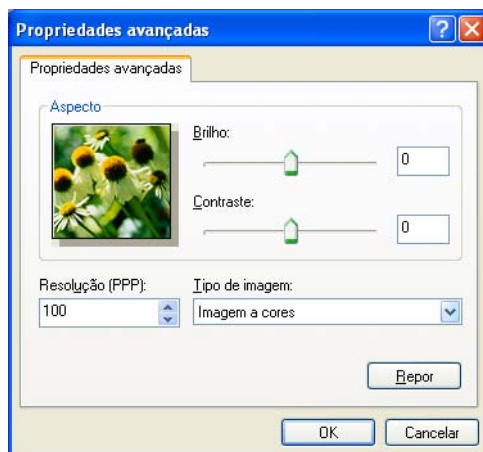 Propriedades avançadas
Propriedades avançadas
Aspecto
Brilho:
0
Contraste:
0
Resolução (PPP):
Tipo de imagem:
100
Imagem a cores
Repor
OK
Cancelar